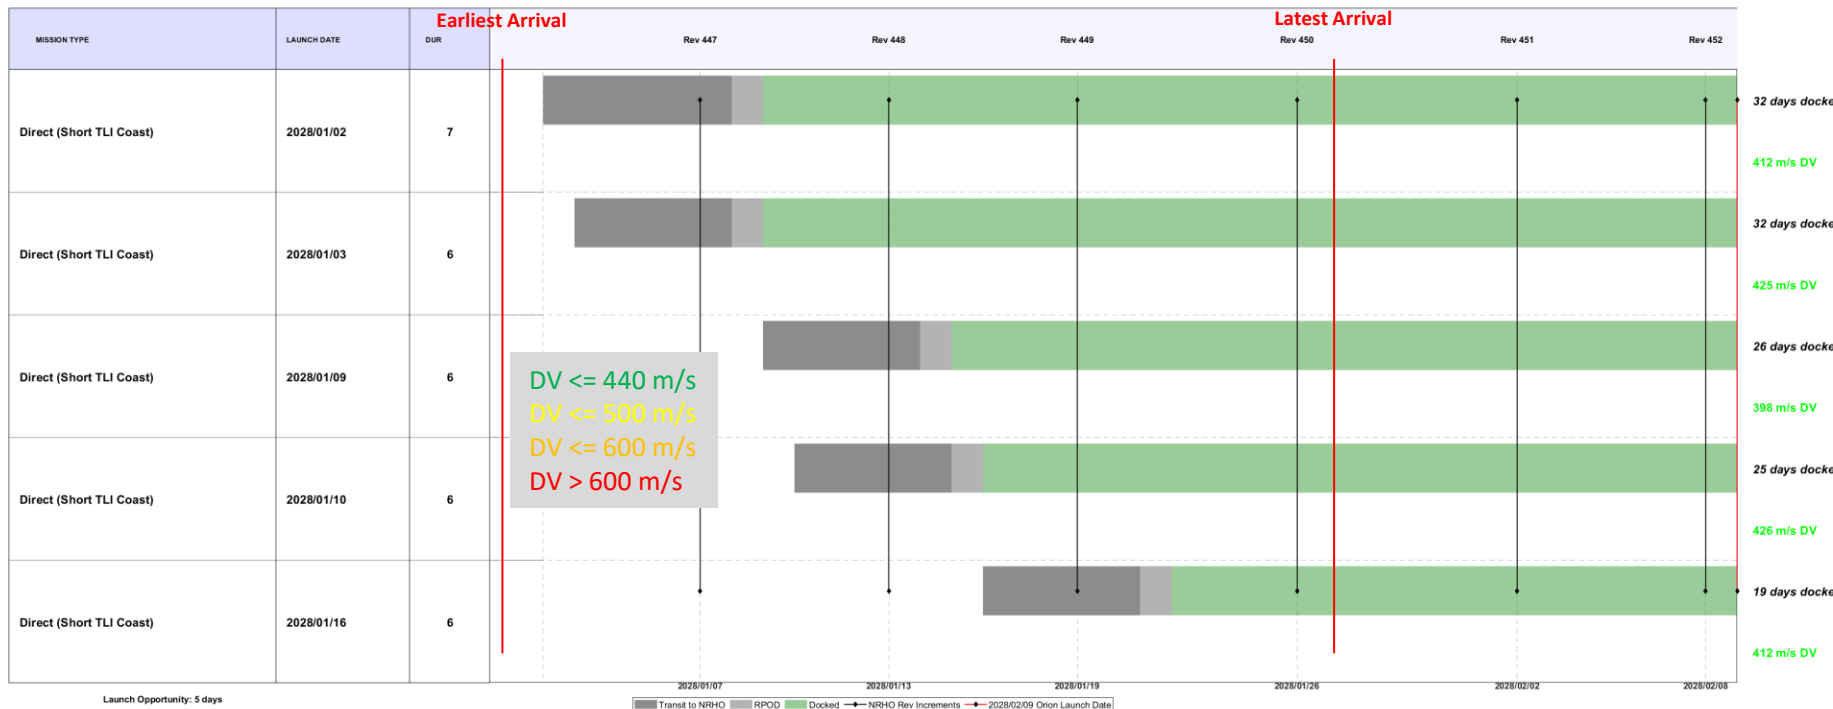 Earliest Arrival
Latest Arrival
MISSION TYPE LAUNCH DATE DUR Rev 447 Rev 448 Rev 449 Rev 450 Rev 451 Rev 452
Direct (Short TLI Coast) 2028/01/02 7
32 days docke
412 m/s DV
Direct (Short TLI Coast) 2028/01/03 6
32 days docke
425 m/s DV
Direct (Short TLI Coast) 2028/01/09 6
26 days docke
398 m/s DV
DV <= 440 m/s
DV <= 500 m/s
DV <= 600 m/s
DV > 600 m/s
Direct (Short TLI Coast) 2028/01/10 6
25 days docke
426 m/s DV
Direct (Short TLI Coast) 2028/01/16 6
19 days docke
412 m/s DV
2028/01/07 2028/01/13 2028/01/19 2028/01/26 2028/02/02 2028/02/08
Launch Opportunity: 5 days
Transit to NRHO RPOD Docked NRHO Rev Increments 2028/02/09 Orion Launch Date